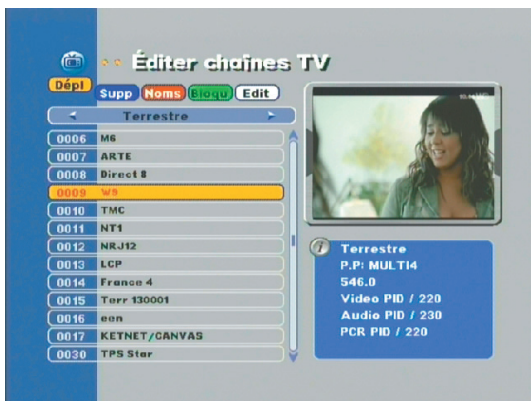 Éditer chaînes TV
Dépl Supp Noms Bloqu Edit
Terrestre
0006 M6
0007 ARTE
0008 Direct 8
0009 W9
0010 TMC
0011 NT1
0012 NRJ12
0013 LCP
0014 France 4
0015 Terr 130001
0016 een
0017 KETNET/CANVAS
0030 TPS Star
Terrestre
P.P: MULTI4
546.0
Video PID / 220
Audio PID / 230
PCR PID / 220